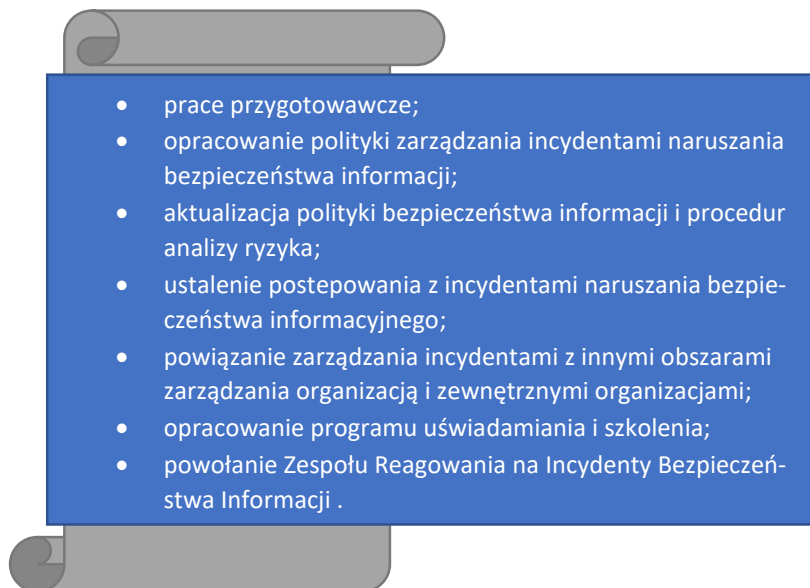 • prace przygotowawcze;
• opracowanie polityki zarządzania incydentami naruszania
bezpieczeństwa informacji;
• aktualizacja polityki bezpieczeństwa informacji i procedur
analizy ryzyka;
• ustalenie postepowania z incydentami naruszania bezpie-
czeństwa informacyjnego;
• powiązanie zarządzania incydentami z innymi obszarami
zarządzania organizacją i zewnętrznymi organizacjami;
• opracowanie programu uświadamiania i szkolenia;
• powołanie Zespołu Reagowania na Incydenty Bezpieczeń-
stwa Informacji .